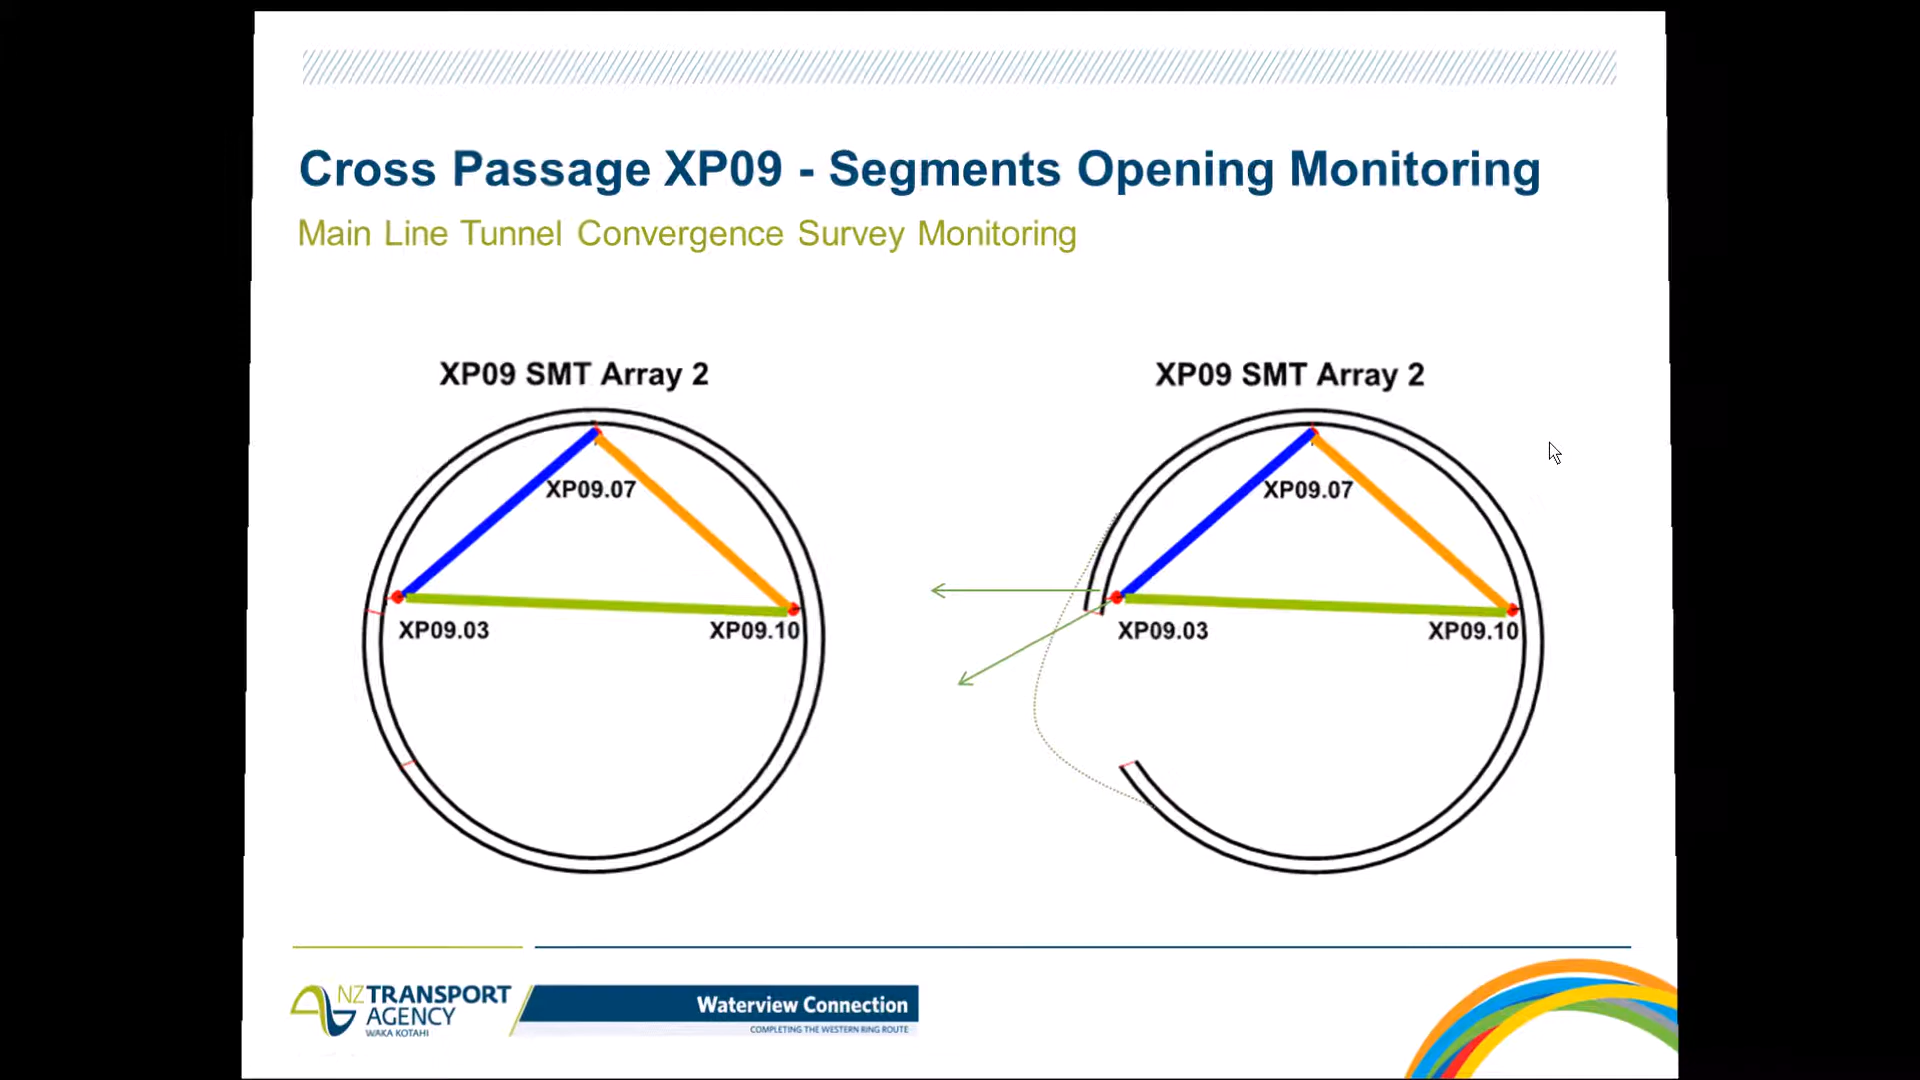 Cross Passage XP09 - Segments Opening Monitoring
Main Line Tunnel Convergence Survey Monitoring
XP09 SMT Array 2
XP09.07
XP09.03
XP09.10
XP09 SMT Array 2
XP09.07
XP09.03
XP09.10
NZTRANSPORT
AGENCY
WAKA KOTAHI
Waterview Connection
COMPLETING THE WESTERN RING ROUTE